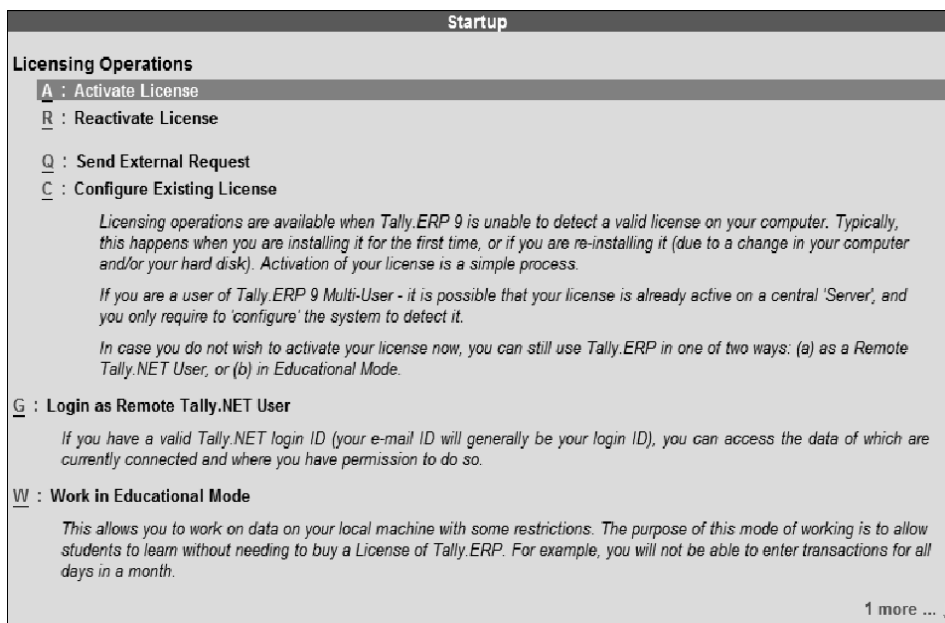 Startup
Licensing Operations
A : Activate License
R : Reactivate License
Q : Send External Request
C : Configure Existing License
Licensing operations are available when Tally.ERP 9 is unable to detect a valid license on your computer. Typically,
this happens when you are installing it for the first time, or if you are re-installing it (due to a change in your computer
and/or your hard disk). Activation of your license is a simple process.
If you are a user of Tally.ERP 9 Multi-User - it is possible that your license is already active on a central 'Server', and
you only require to 'configure' the system to detect it.
In case you do not wish to activate your license now, you can still use Tally.ERP in one of two ways: (a) as a Remote
Tally.NET User, or (b) in Educational Mode.
G : Login as Remote Tally.NET User
If you have a valid Tally.NET login ID (your e-mail ID will generally be your login ID), you can access the data of which are
currently connected and where you have permission to do so.
W : Work in Educational Mode
This allows you to work on data on your local machine with some restrictions. The purpose of this mode of working is to allow
students to learn without needing to buy a License of Tally.ERP. For example, you will not be able to enter transactions for all
days in a month.
1 more ...